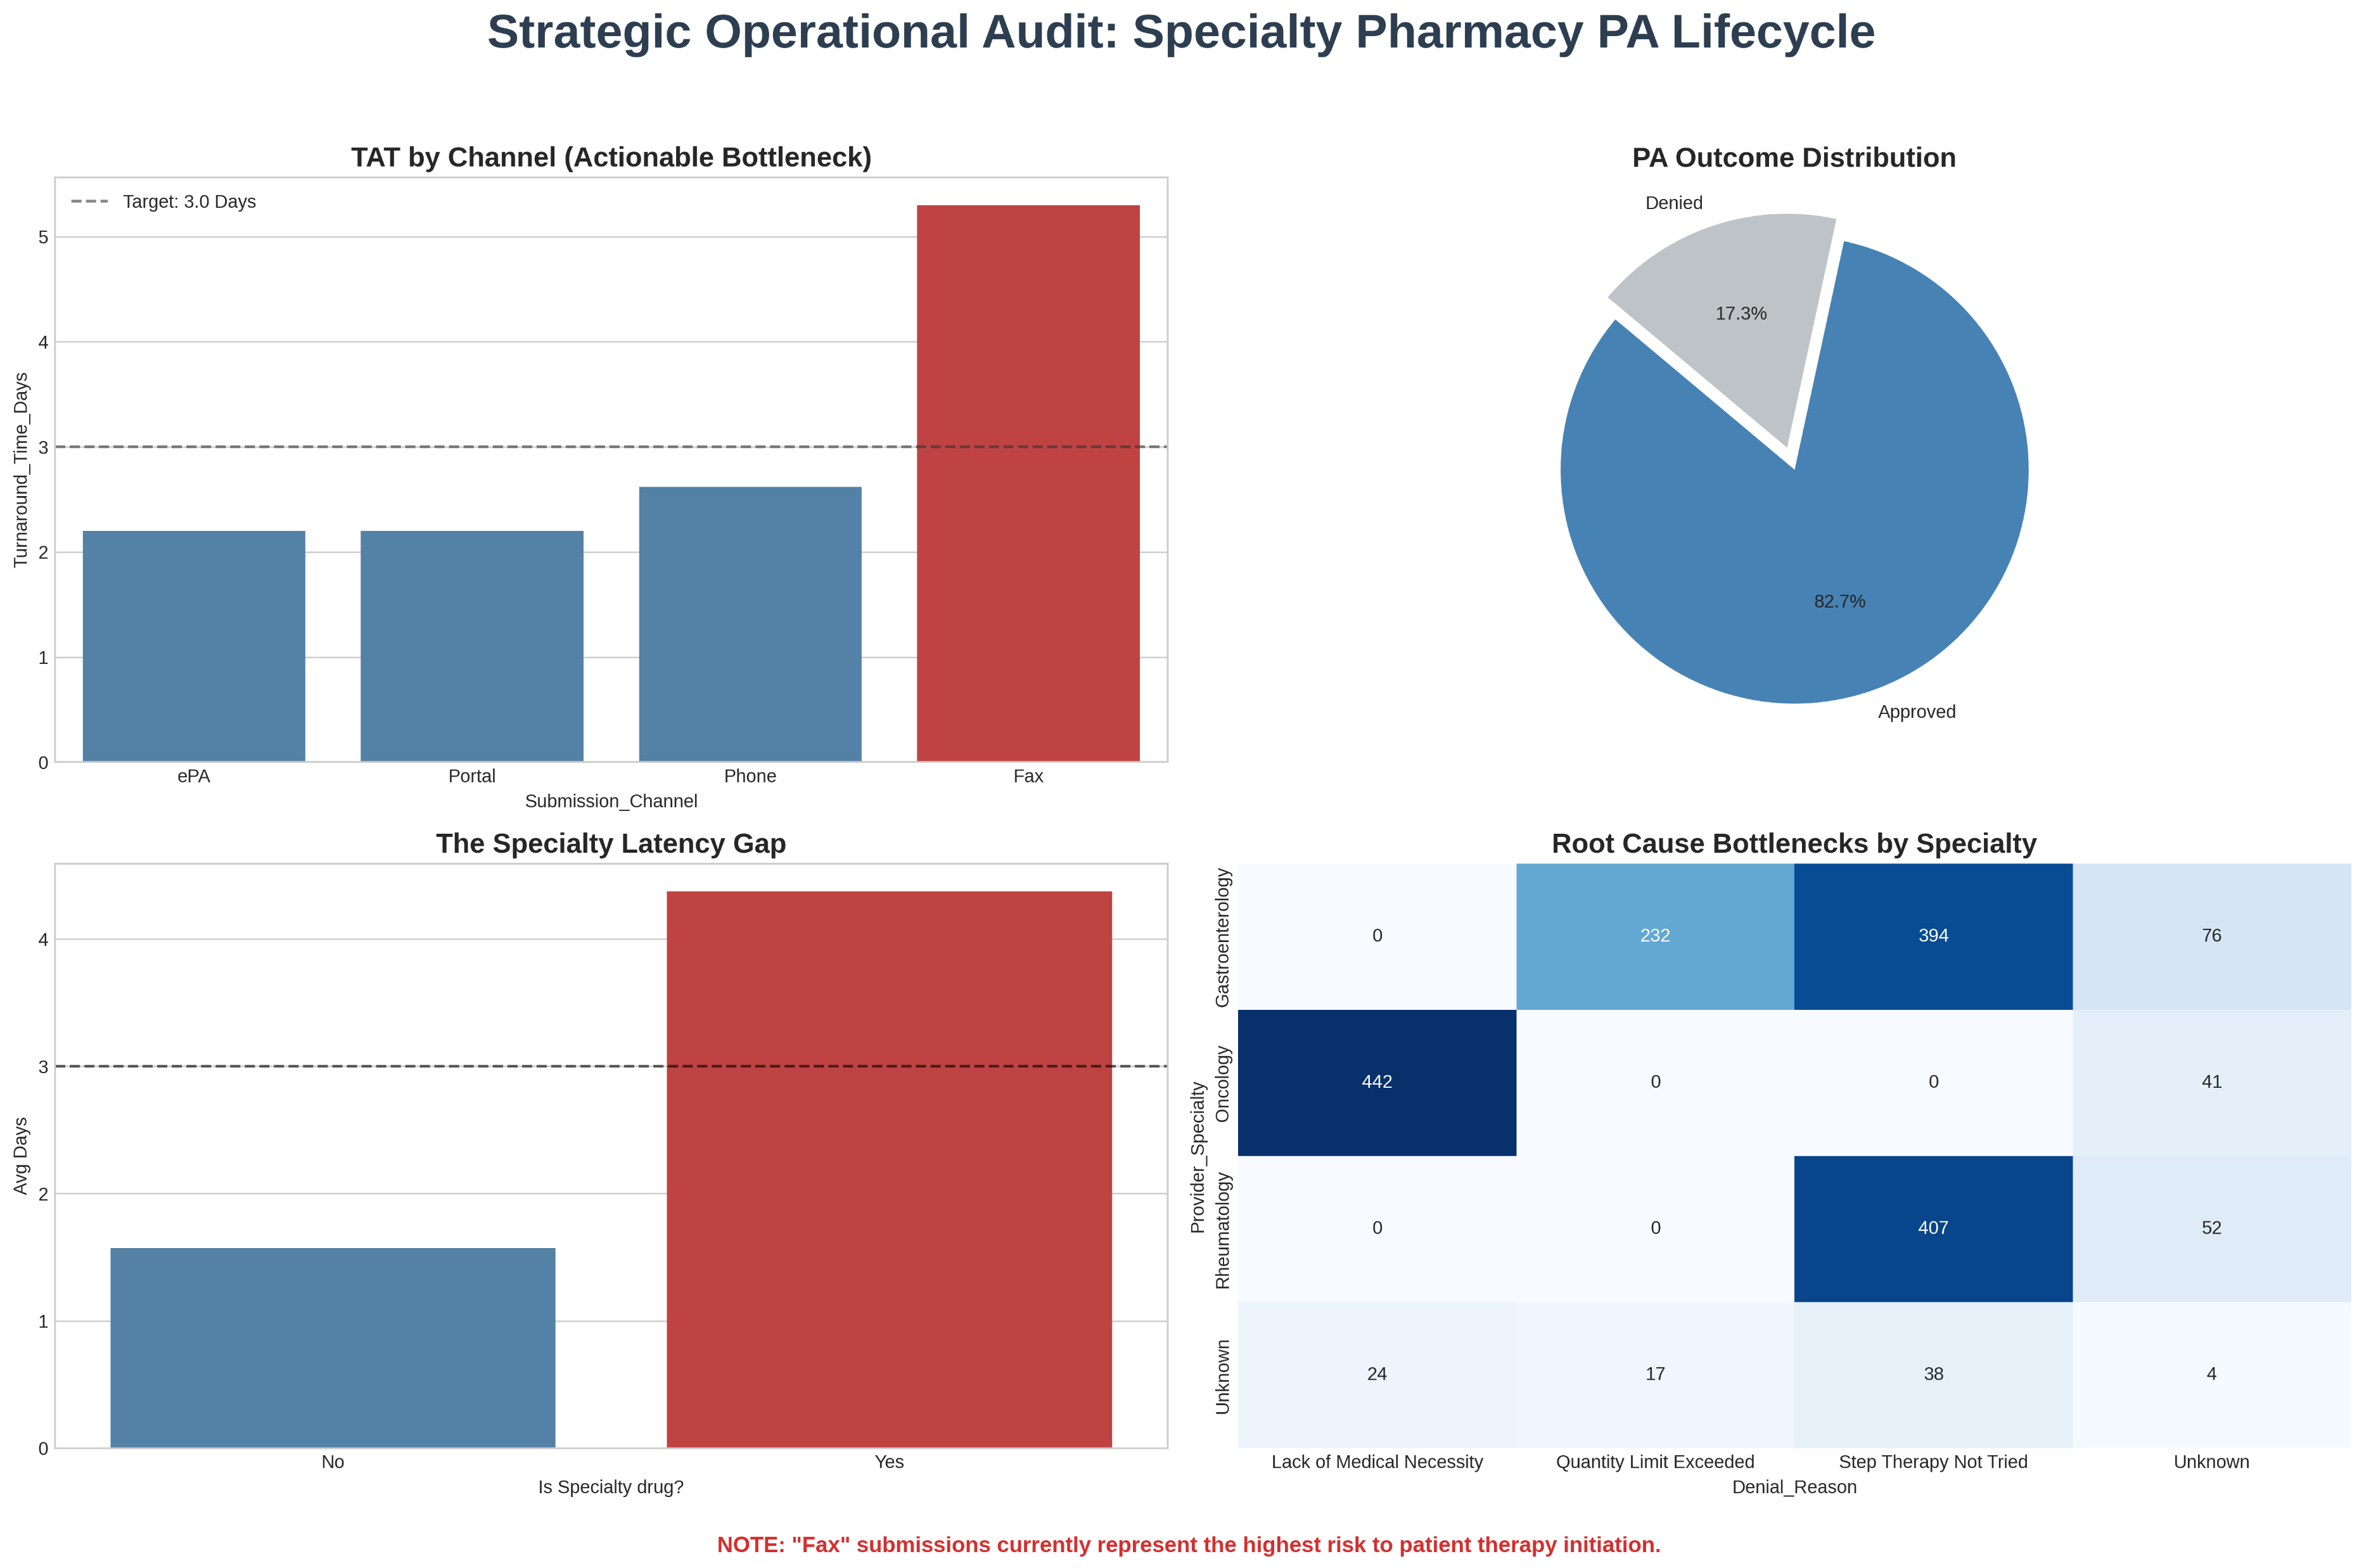 Strategic Operational Audit: Specialty Pharmacy PA Lifecycle
TAT by Channel (Actionable Bottleneck)
Target: 3.0 Days
Turnaround_Time_Days
5
4
3
2
1
0
ePA
Portal
Phone
Fax
Submission_Channel
PA Outcome Distribution
Denied
17.3%
82.7%
Approved
The Specialty Latency Gap
Avg Days
4
3
2
1
0
No
Yes
Is Specialty drug?
Root Cause Bottlenecks by Specialty
Provider_Specialty
Gastroenterology
0
232
394
76
Oncology
442
0
0
41
Rheumatology
0
0
407
52
Unknown
24
17
38
4
Lack of Medical Necessity
Quantity Limit Exceeded
Step Therapy Not Tried
Unknown
Denial_Reason
NOTE: "Fax" submissions currently represent the highest risk to patient therapy initiation.